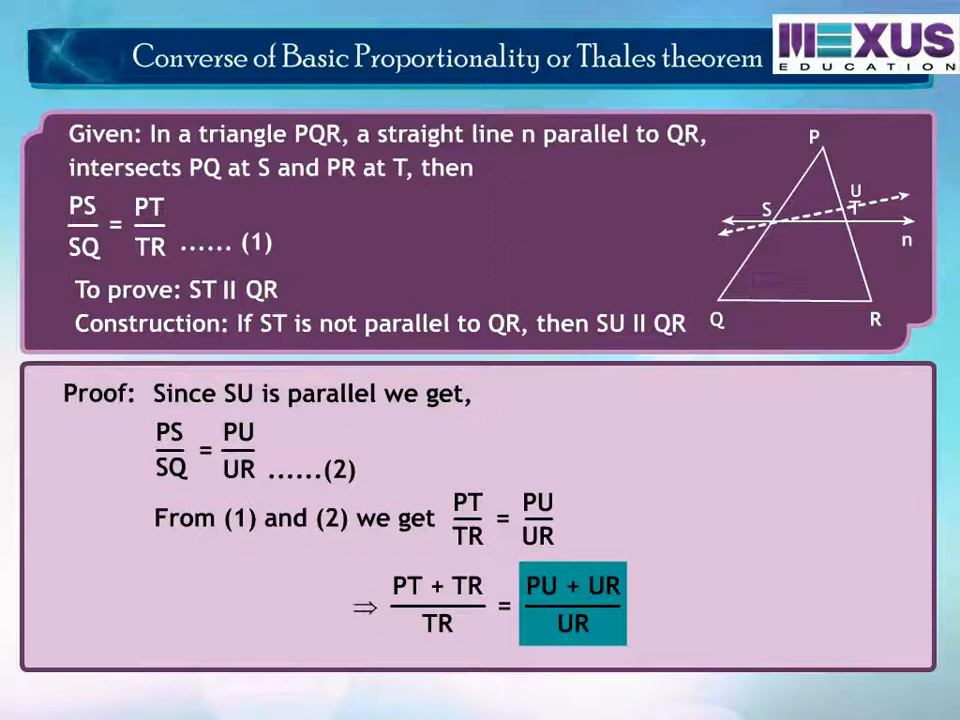 Converse of Basic Proportionality or Thales theorem
MEXUS
EDUCATION
Given: In a triangle PQR, a straight line n parallel to QR,
intersects PQ at S and PR at T, then
PS/SQ = PT/TR ...... (1)
To prove: ST II QR
Construction: If ST is not parallel to QR, then SU II QR
P
U
S
T
n
Q
R
Proof: Since SU is parallel we get,
PS/SQ = PU/UR ......(2)
From (1) and (2) we get PT/TR = PU/UR
⇒ PT + TR/TR = PU + UR/UR